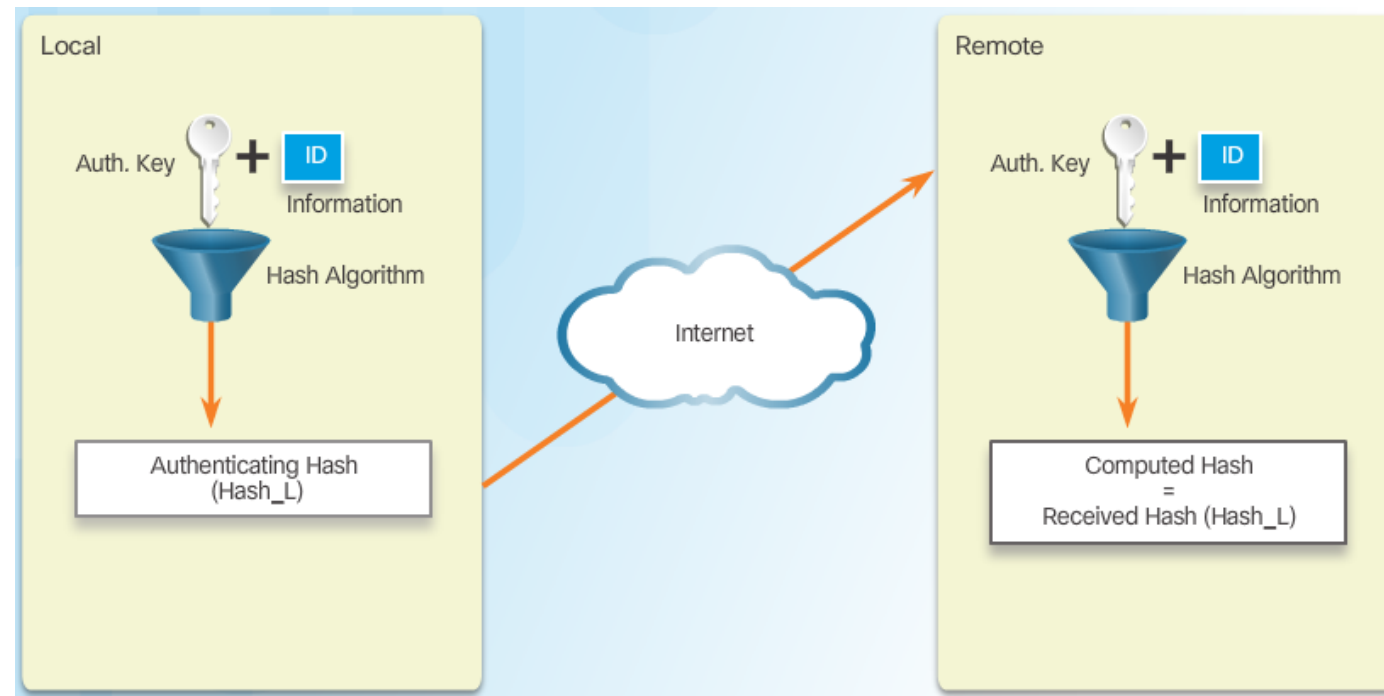 Local
Auth. Key
+
ID
Information
Hash Algorithm
Authenticating Hash
(Hash_L)
Internet
Remote
Auth. Key
+
ID
Information
Hash Algorithm
Computed Hash
=
Received Hash (Hash_L)